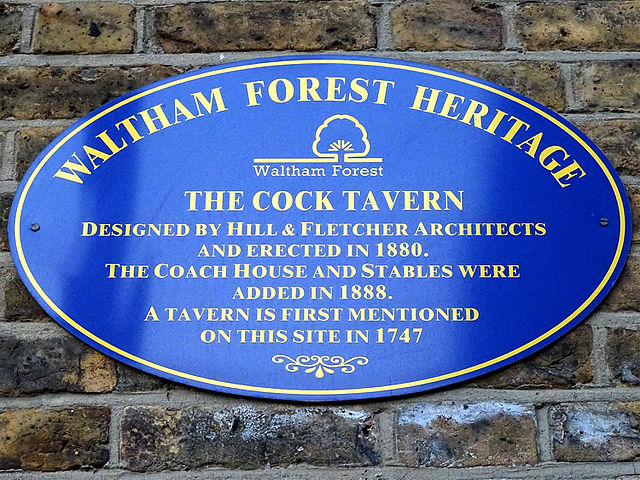 WALTHAM FOREST HERITAGE
Waltham Forest
THE COCK TAVERN
DESIGNED BY HILL & FLETCHER ARCHITECTS
AND ERECTED IN 1880.
THE COACH HOUSE AND STABLES WERE
ADDED IN 1888.
A TAVERN IS FIRST MENTIONED
ON THIS SITE IN 1747